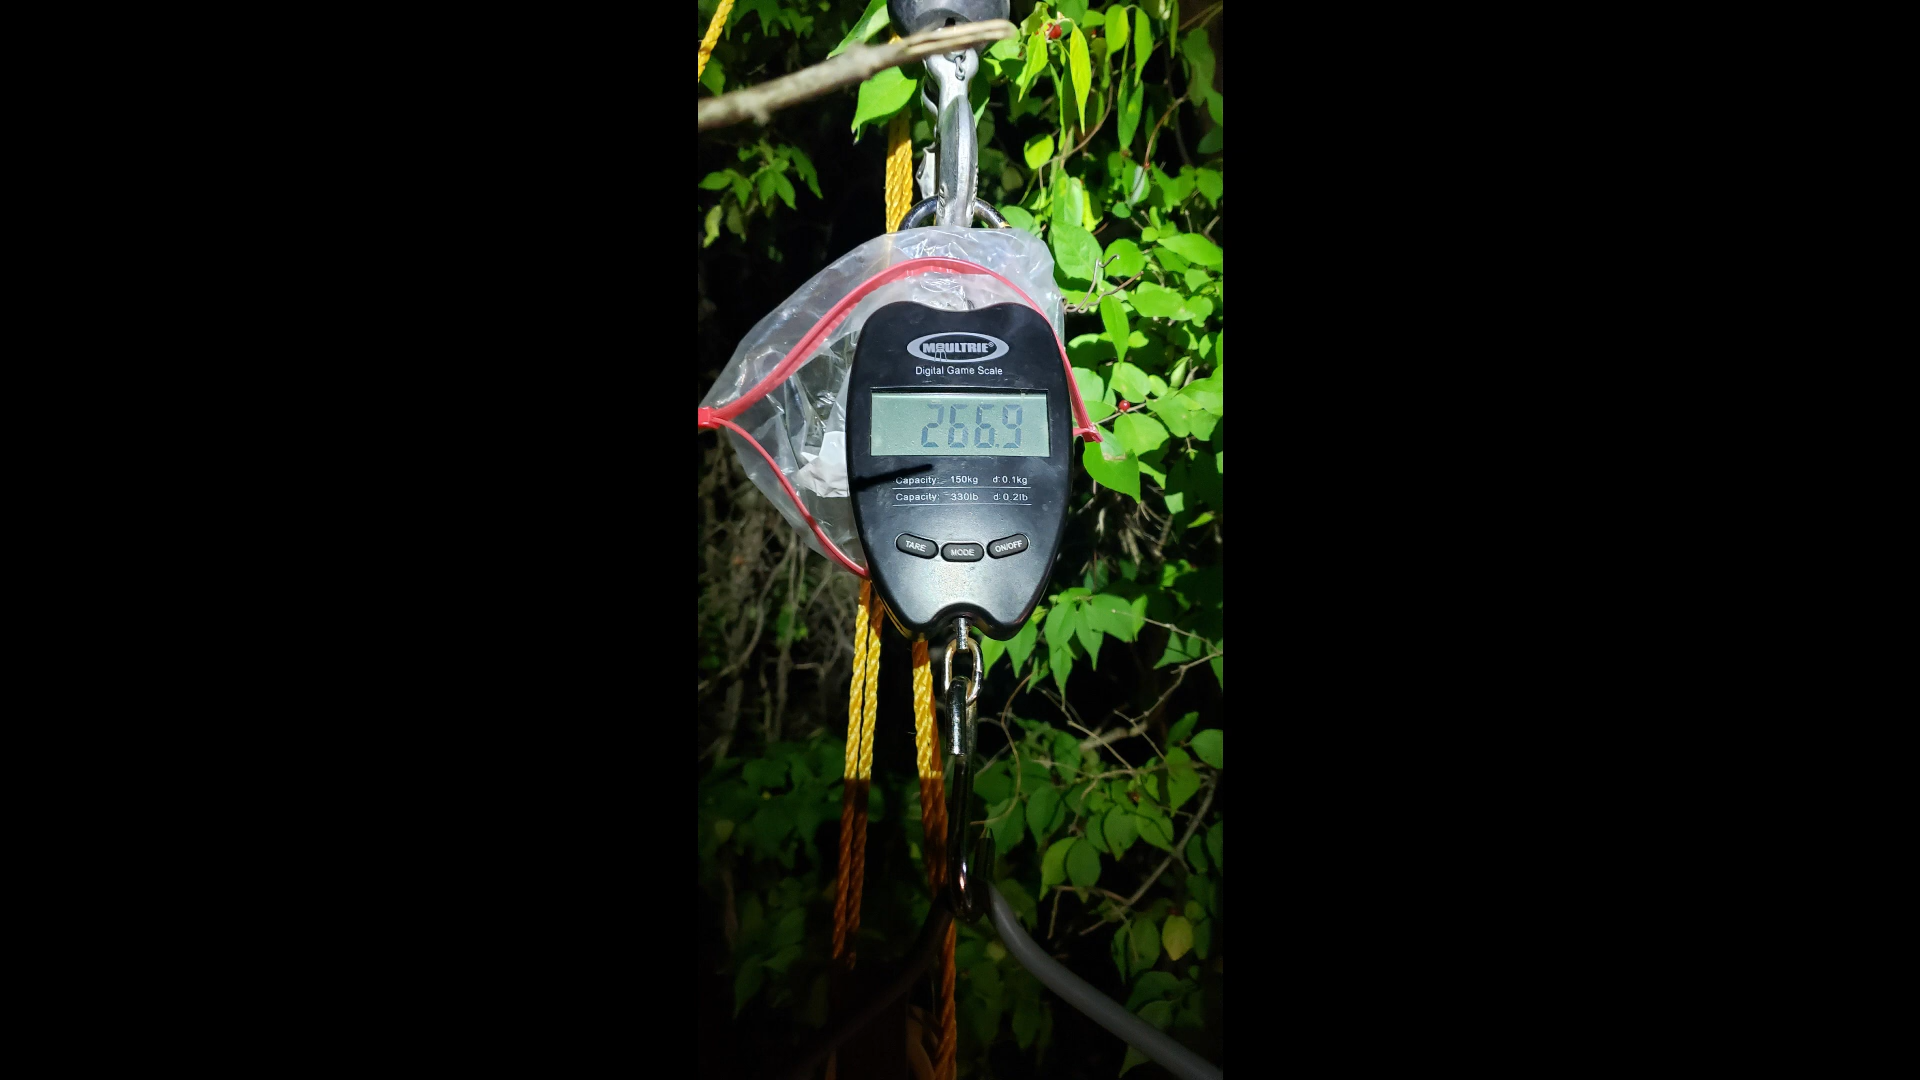 MOULTRIE®
Digital Game Scale
266.9
Capacity: 150kg d:0.1kg
Capacity: 330lb d:0.2lb
TARE MODE ON/OFF